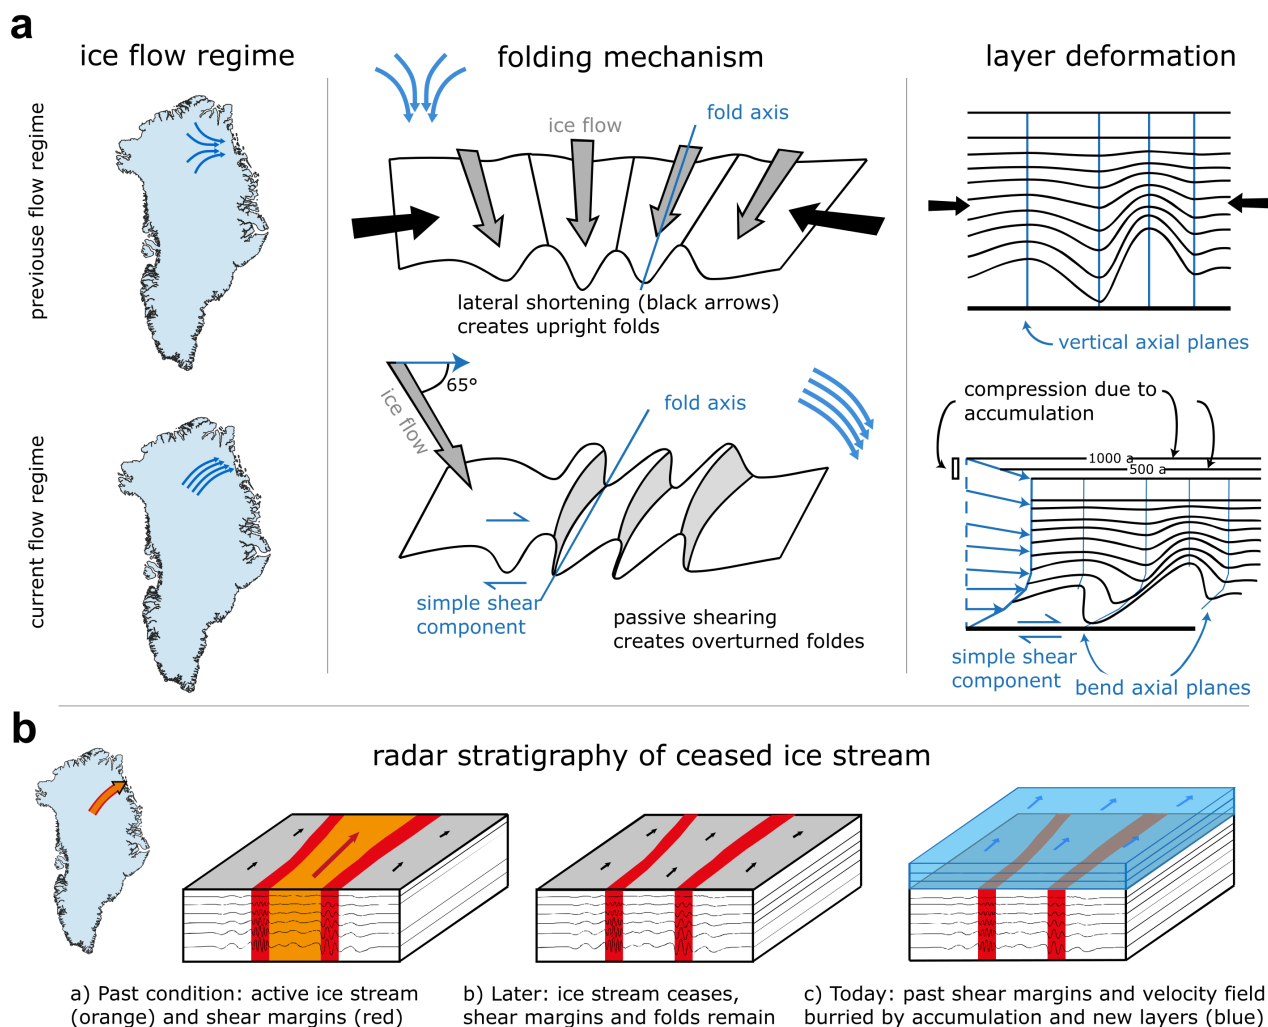 a
ice flow regime
folding mechanism
layer deformation
previouse flow regime
ice flow
fold axis
lateral shortening (black arrows)
creates upright folds
vertical axial planes
current flow regime
65°
ice flow
fold axis
simple shear
component
passive shearing
creates overturned foldes
compression due to
accumulation
1000 a
500 a
simple shear
component
bend axial planes
b
radar stratigraphy of ceased ice stream
a) Past condition: active ice stream
(orange) and shear margins (red)
b) Later: ice stream ceases,
shear margins and folds remain
c) Today: past shear margins and velocity field
burried by accumulation and new layers (blue)